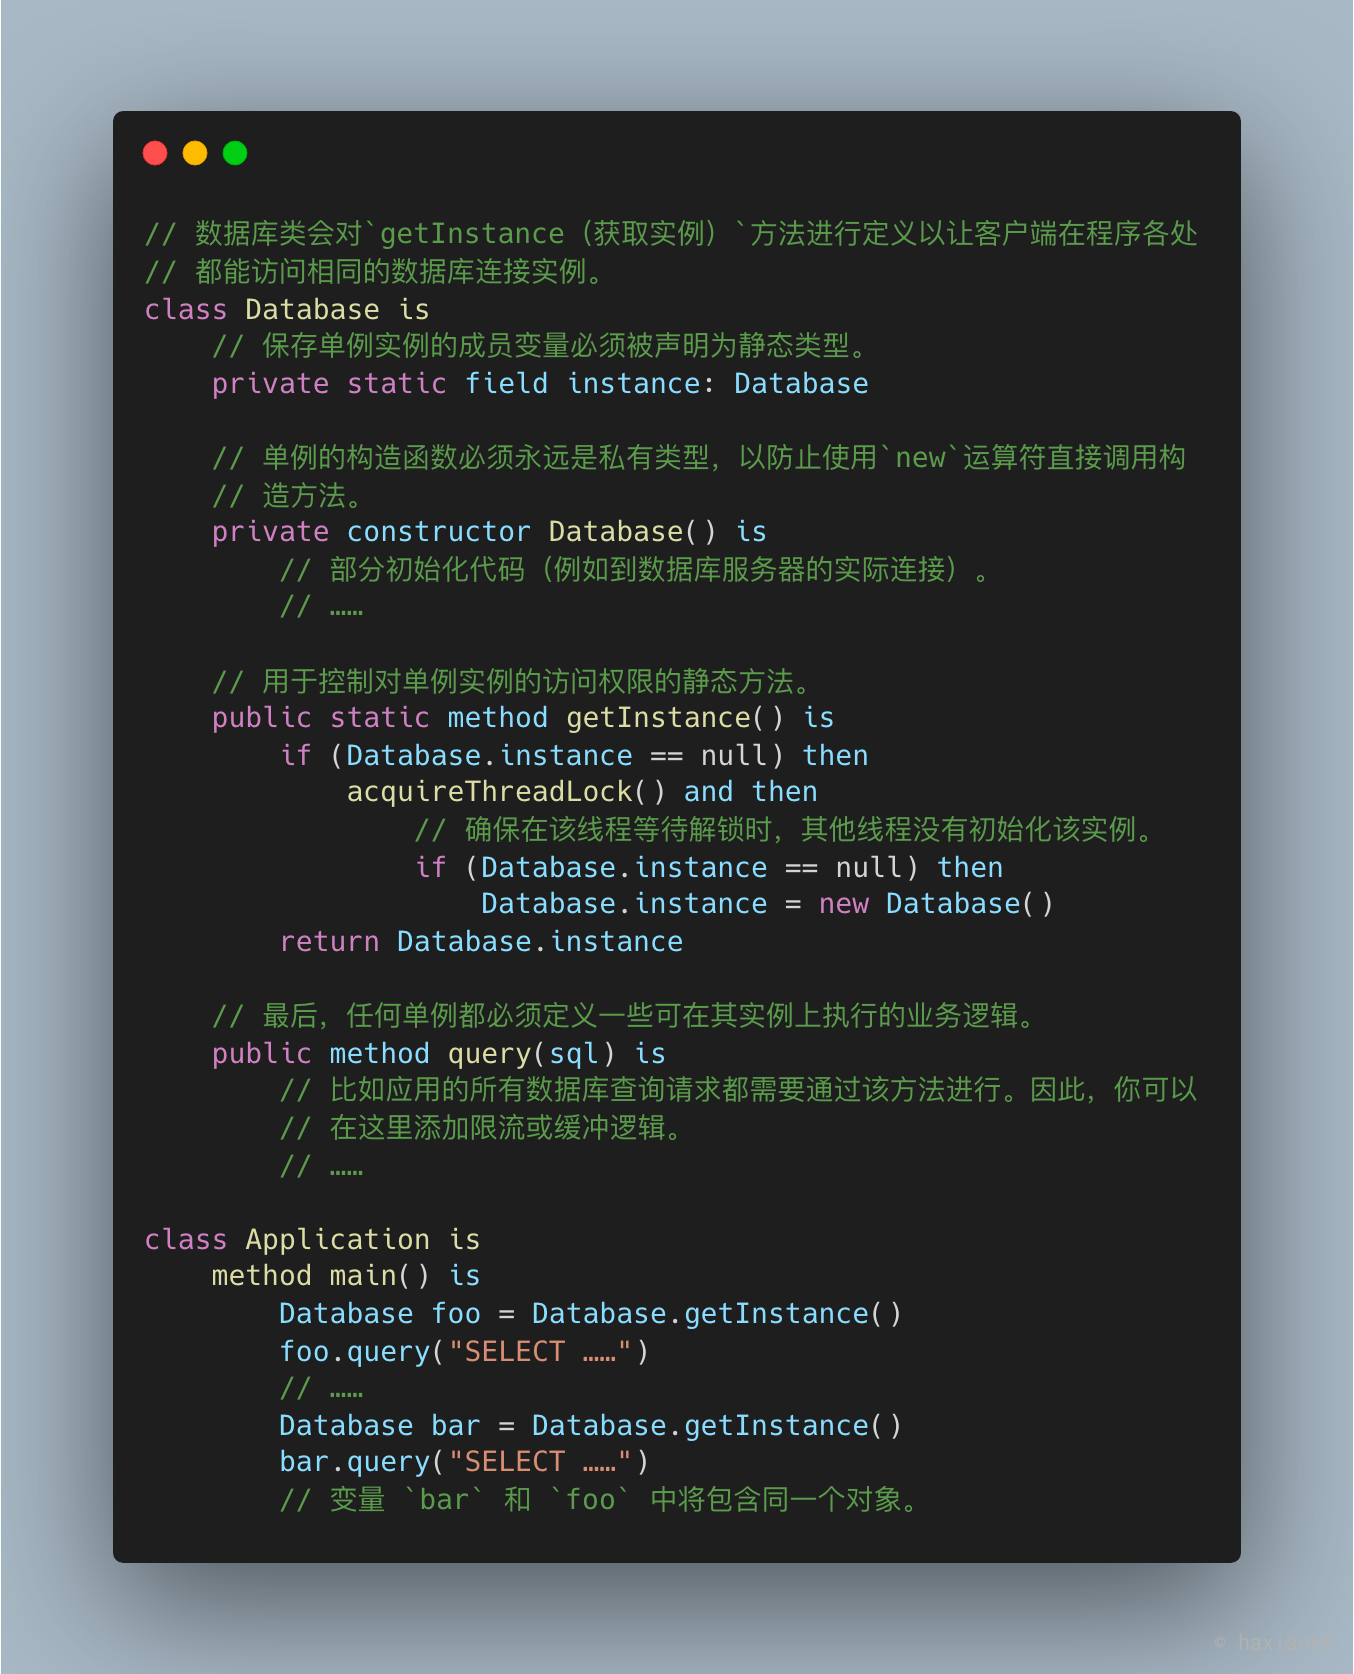 // 数据库类会对`getInstance（获取实例）`方法进行定义以让客户端在程序各处
// 都能访问相同的数据库连接实例。
class Database is
    // 保存单例实例的成员变量必须被声明为静态类型。
    private static field instance: Database

    // 单例的构造函数必须永远是私有类型，以防止使用`new`运算符直接调用构
    // 造方法。
    private constructor Database() is
        // 部分初始化代码（例如到数据库服务器的实际连接）。
        // ……

    // 用于控制对单例实例的访问权限的静态方法。
    public static method getInstance() is
        if (Database.instance == null) then
            acquireThreadLock() and then
                // 确保在该线程等待解锁时，其他线程没有初始化该实例。
                if (Database.instance == null) then
                    Database.instance = new Database()
        return Database.instance

    // 最后，任何单例都必须定义一些可在其实例上执行的业务逻辑。
    public method query(sql) is
        // 比如应用的所有数据库查询请求都需要通过该方法进行。因此，你可以
        // 在这里添加限流或缓冲逻辑。
        // ……

class Application is
    method main() is
        Database foo = Database.getInstance()
        foo.query("SELECT ……")
        // ……
        Database bar = Database.getInstance()
        bar.query("SELECT ……")
        // 变量 `bar` 和 `foo` 中将包含同一个对象。